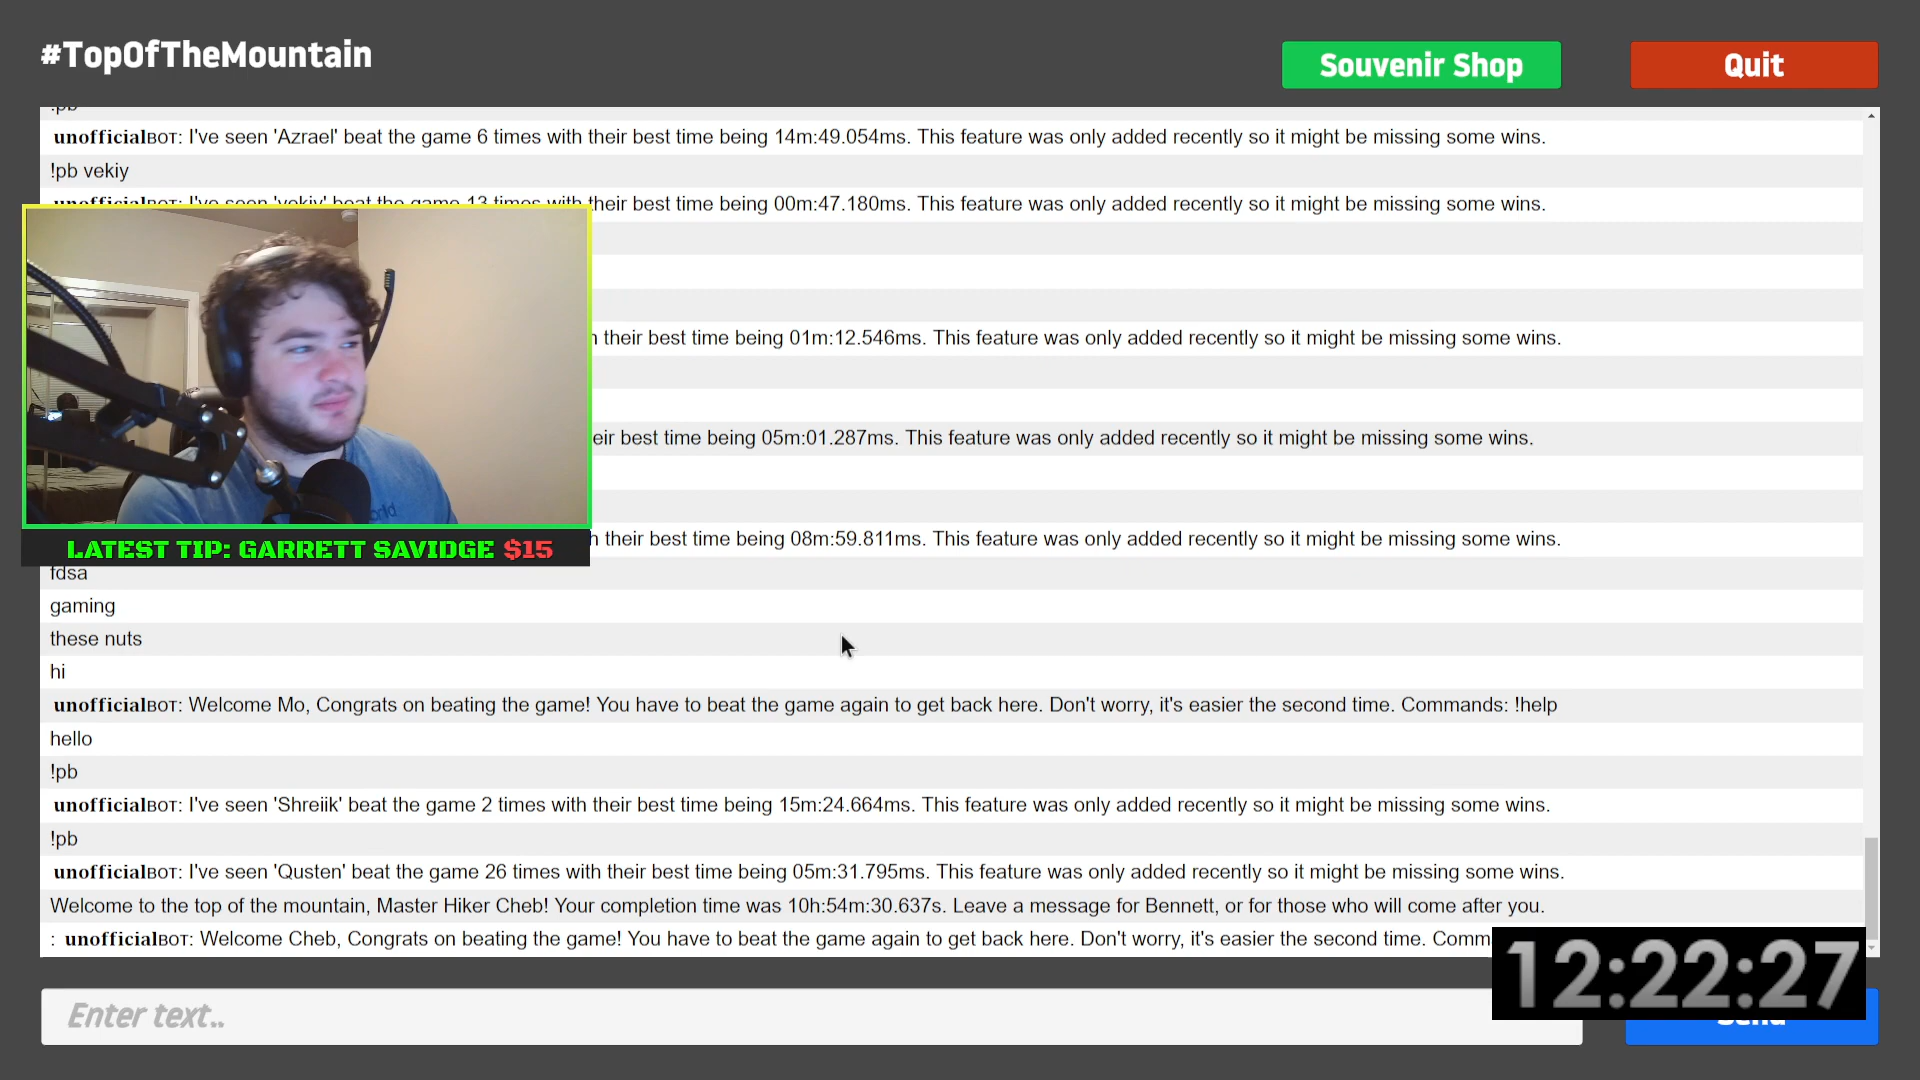 #TopOfTheMountain
Souvenir Shop
Quit
!pb
unofficialBOT: I've seen 'Azrael' beat the game 6 times with their best time being 14m:49.054ms. This feature was only added recently so it might be missing some wins.
!pb vekiy
unofficialBOT: I've seen 'vekiy' beat the game 13 times with their best time being 00m:47.180ms. This feature was only added recently so it might be missing some wins.
their best time being 01m:12.546ms. This feature was only added recently so it might be missing some wins.
eir best time being 05m:01.287ms. This feature was only added recently so it might be missing some wins.
their best time being 08m:59.811ms. This feature was only added recently so it might be missing some wins.
LATEST TIP: GARRETT SAVIDGE $15
fdsa
gaming
these nuts
hi
unofficialBOT: Welcome Mo, Congrats on beating the game! You have to beat the game again to get back here. Don't worry, it's easier the second time. Commands: !help
hello
!pb
unofficialBOT: I've seen 'Shreiik' beat the game 2 times with their best time being 15m:24.664ms. This feature was only added recently so it might be missing some wins.
!pb
unofficialBOT: I've seen 'Qusten' beat the game 26 times with their best time being 05m:31.795ms. This feature was only added recently so it might be missing some wins.
Welcome to the top of the mountain, Master Hiker Cheb! Your completion time was 10h:54m:30.637s. Leave a message for Bennett, or for those who will come after you.
: unofficialBOT: Welcome Cheb, Congrats on beating the game! You have to beat the game again to get back here. Don't worry, it's easier the second time. Comm
12:22:27
Enter text..
Send